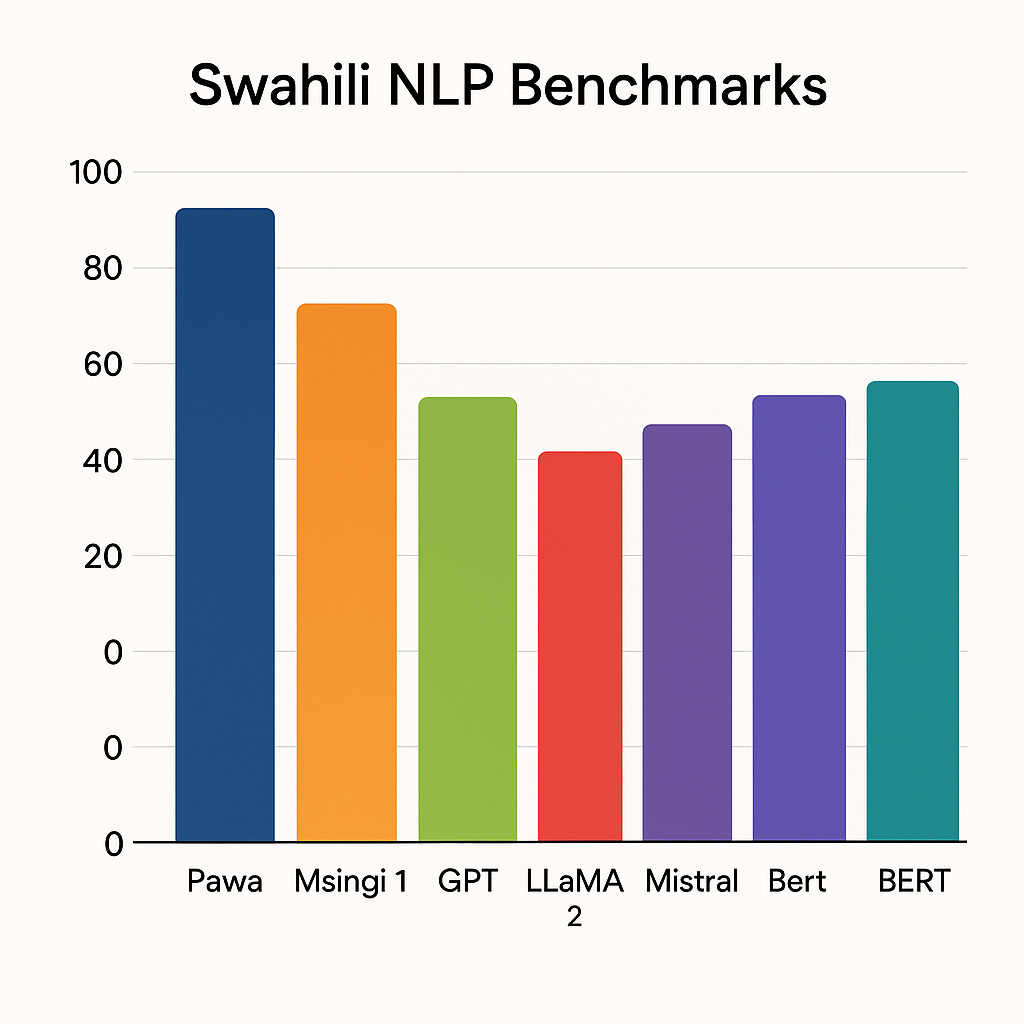 Swahili NLP Benchmarks
100
80
60
40
20
0
0
0
Pawa
Msingi 1
GPT
LLaMA
2
Mistral
Bert
BERT